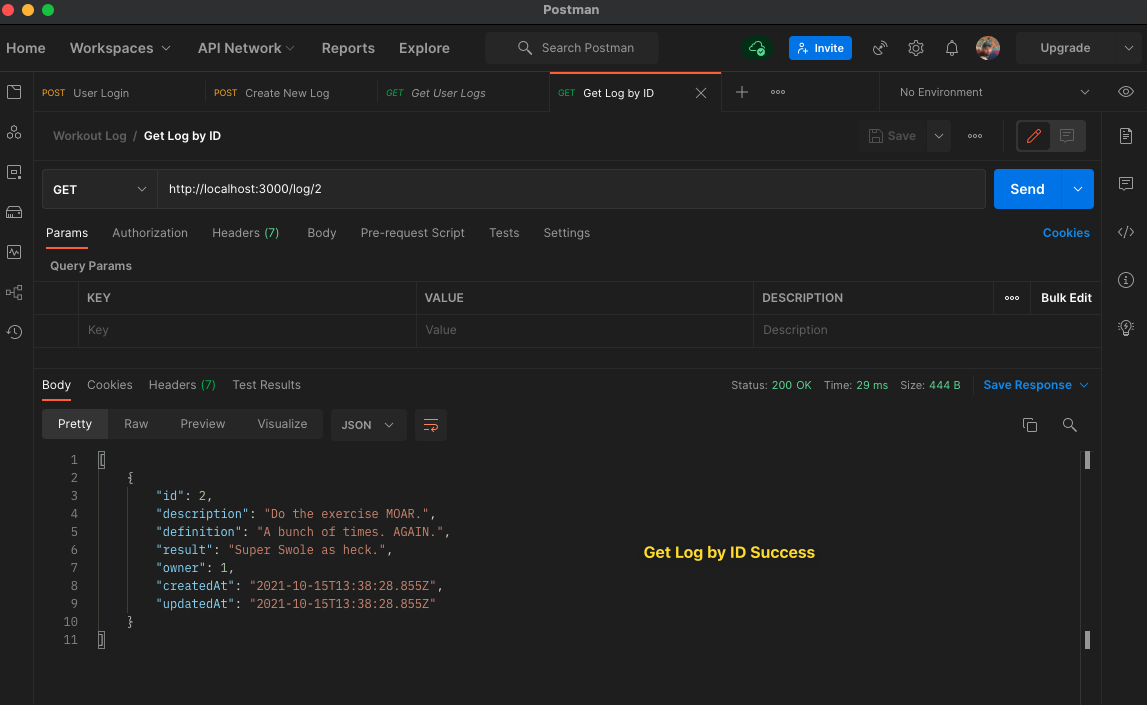 Postman
Home Workspaces API Network Reports Explore Search Postman Invite Upgrade
POST User Login POST Create New Log GET Get User Logs GET Get Log by ID No Environment
Workout Log / Get Log by ID Save
GET http://localhost:3000/log/2 Send
Params Authorization Headers (7) Body Pre-request Script Tests Settings Cookies
Query Params
KEY VALUE DESCRIPTION Bulk Edit
Key Value Description
Body Cookies Headers (7) Test Results Status: 200 OK Time: 29 ms Size: 444 B Save Response
Pretty Raw Preview Visualize JSON
1 [
2 {
3 "id": 2,
4 "description": "Do the exercise MOAR.",
5 "definition": "A bunch of times. AGAIN.",
6 "result": "Super Swole as heck.",
Get Log by ID Success
7 "owner": 1,
8 "createdAt": "2021-10-15T13:38:28.855Z",
9 "updatedAt": "2021-10-15T13:38:28.855Z"
10 }
11 ]